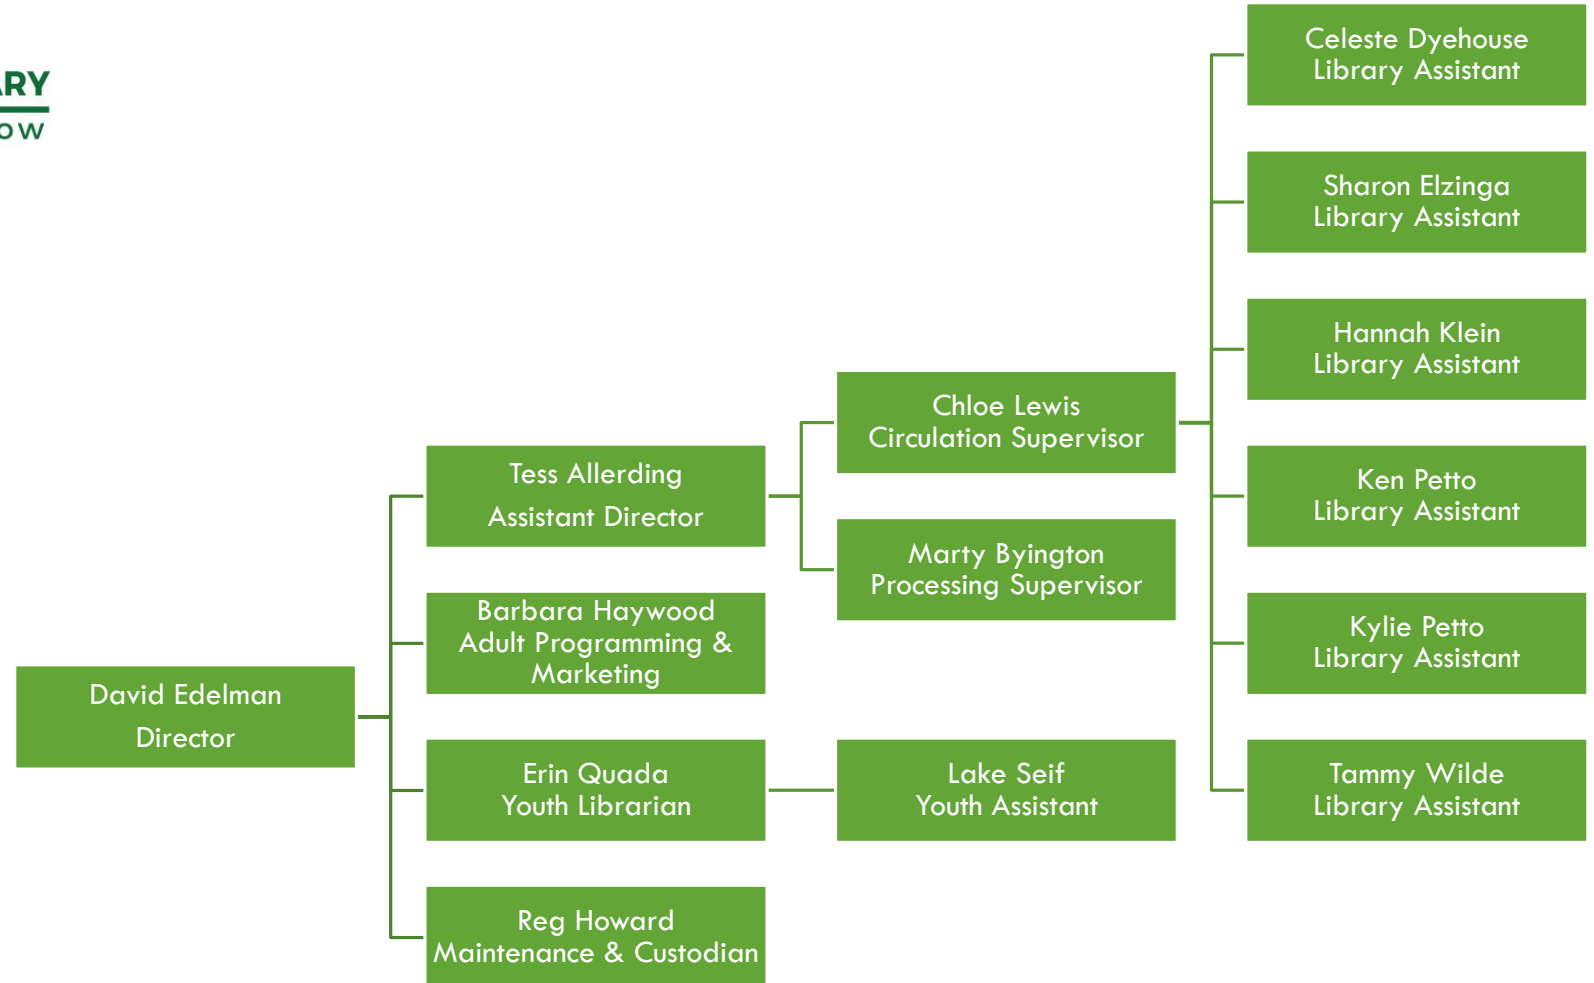 David Edelman
Director
Tess Allerding
Assistant Director
Chloe Lewis
Circulation Supervisor
Celeste Dyehouse
Library Assistant
Sharon Elzinga
Library Assistant
Hannah Klein
Library Assistant
Ken Petto
Library Assistant
Kylie Petto
Library Assistant
Tammy Wilde
Library Assistant
Marty Byington
Processing Supervisor
Barbara Haywood
Adult Programming &
Marketing
Erin Quada
Youth Librarian
Lake Seif
Youth Assistant
Reg Howard
Maintenance & Custodian